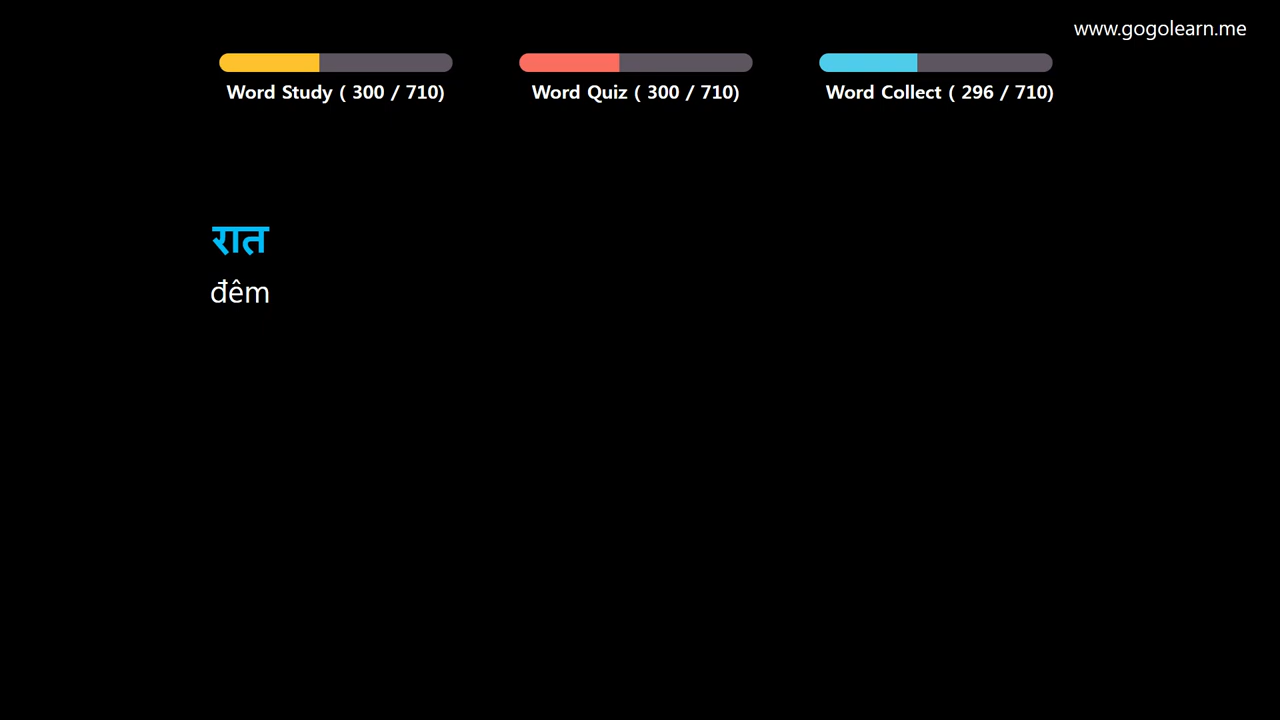 www.gogolearn.me
Word Study ( 300 / 710)
Word Quiz ( 300 / 710)
Word Collect ( 296 / 710)
रात
đêm